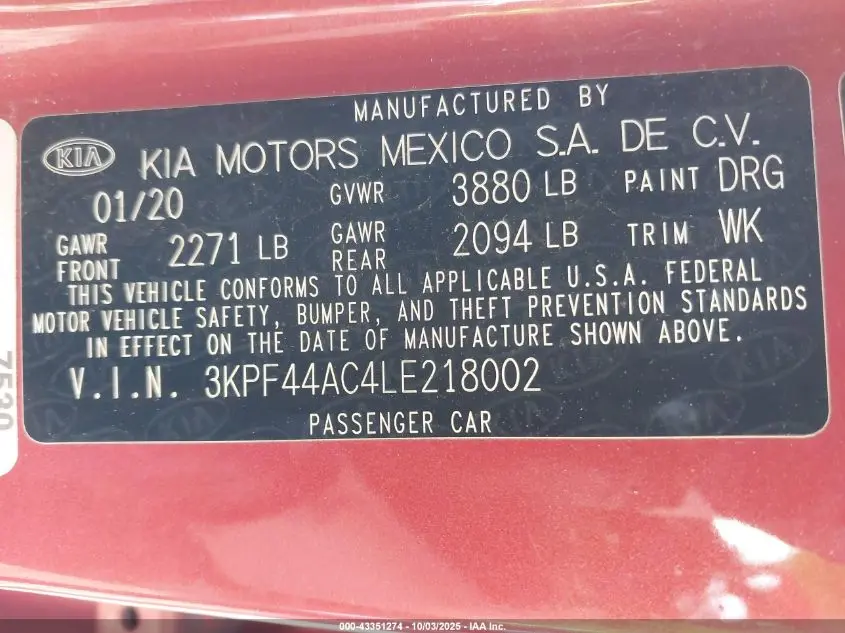 MANUFACTURED BY
KIA KIA MOTORS MEXICO S.A. DE C.V.
01/20 GVWR 3880 LB PAINT DRG
GAWR FRONT 2271 LB GAWR REAR 2094 LB TRIM WK
THIS VEHICLE CONFORMS TO ALL APPLICABLE U.S.A. FEDERAL
MOTOR VEHICLE SAFETY, BUMPER, AND THEFT PREVENTION STANDARDS
IN EFFECT ON THE DATE OF MANUFACTURE SHOWN ABOVE.
V.I.N. 3KPF44AC4LE218002
PASSENGER CAR
7530
000-43351274 - 10/03/2025 - IAA Inc.